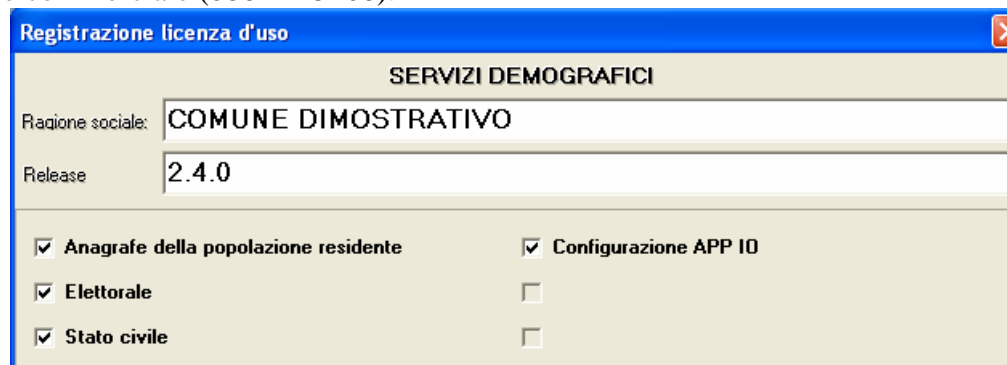 Registrazione licenza d'uso
SERVIZI DEMOGRAFICI
Ragione sociale: COMUNE DIMOSTRATIVO
Release 2.4.0
Anagrafe della popolazione residente Configurazione APP IO
Elettorale
Stato civile